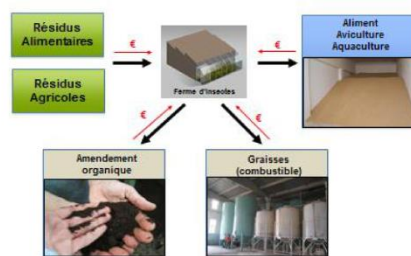 Résidus
Alimentaires
Résidus
Agricoles
€
Ferme d'insectes
€
Aliment
Aviculture
Aquaculture
€
€
Amendement
organique
Graisses
(combustible)